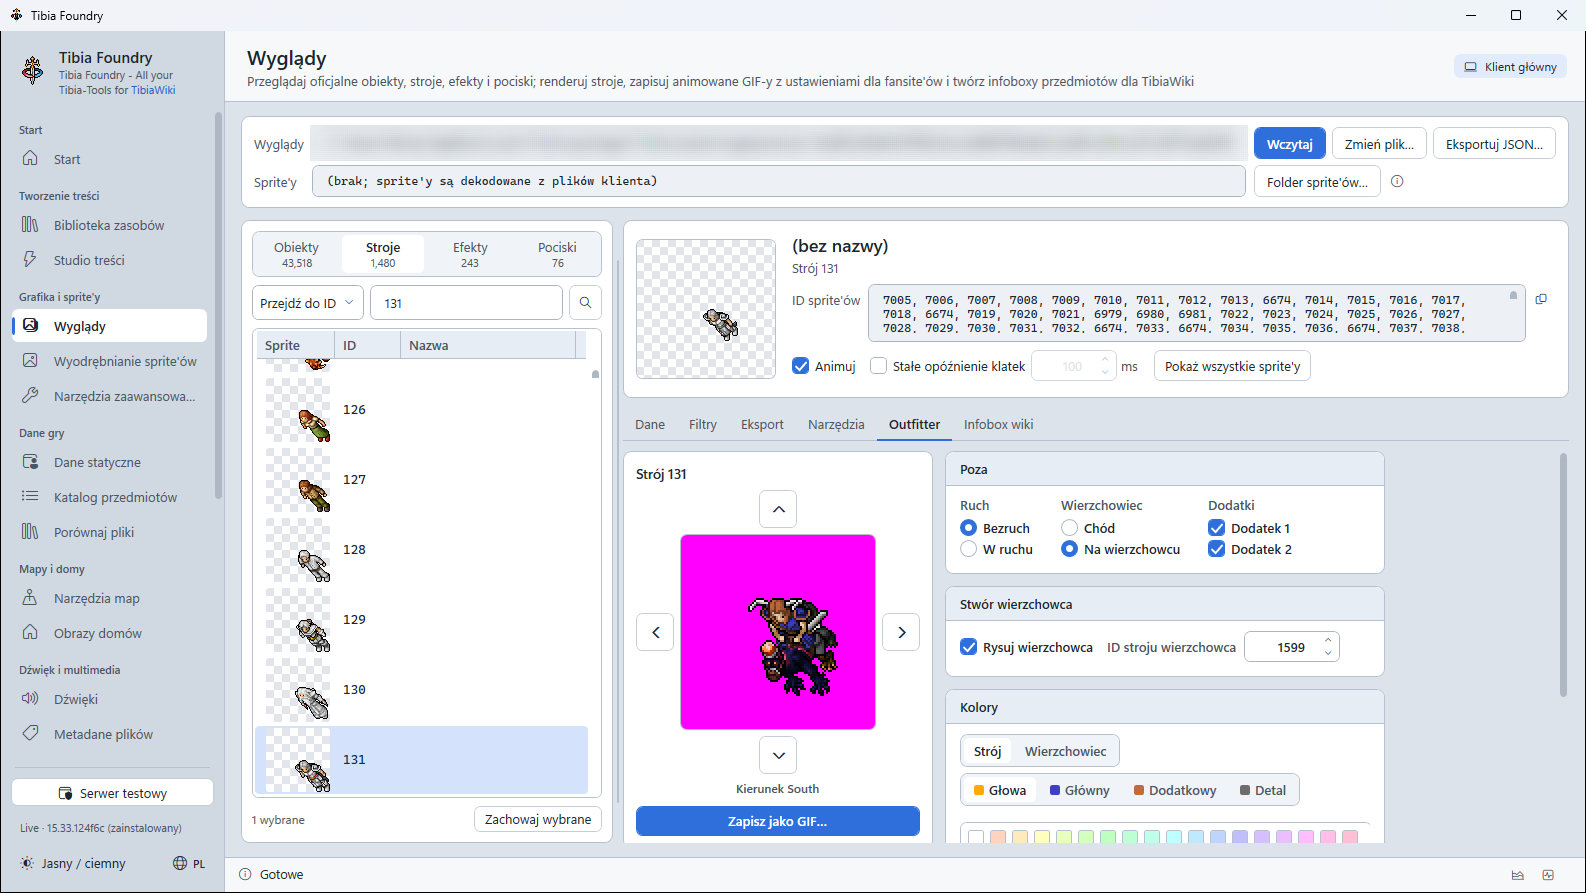 Tibia Foundry
Tibia Foundry
Tibia Foundry - All your
Tibia-Tools for TibiaWiki
Start
Start
Tworzenie treści
Biblioteka zasobów
Studio treści
Grafika i sprite'y
Wyglądy
Wyodrębnianie sprite'ów
Narzędzia zaawansowa...
Dane gry
Dane statyczne
Katalog przedmiotów
Porównaj pliki
Mapy i domy
Narzędzia map
Obrazy domów
Dźwięk i multimedia
Dźwięki
Metadane plików
Serwer testowy
Live · 15.33.124f6c (zainstalowany)
Jasny / ciemny
PL
Wyglądy
Przeglądaj oficjalne obiekty, stroje, efekty i pociski; renderuj stroje, zapisuj animowane GIF-y z ustawieniami dla fansite'ów i twórz infoboxy przedmiotów dla TibiaWiki
Klient główny
Wyglądy
Wczytaj
Zmień plik...
Eksportuj JSON...
Sprite'y
(brak; sprite'y są dekodowane z plików klienta)
Folder sprite'ów...
Obiekty
43,518
Stroje
1,480
Efekty
243
Pociski
76
Przejdź do ID
131
Sprite ID Nazwa
126
127
128
129
130
131
1 wybrane
Zachowaj wybrane
(bez nazwy)
Strój 131
ID sprite'ów
7005, 7006, 7007, 7008, 7009, 7010, 7011, 7012, 7013, 6674, 7014, 7015, 7016, 7017,
7018, 6674, 7019, 7020, 7021, 6979, 6980, 6981, 7022, 7023, 7024, 7025, 7026, 7027,
7028, 7029, 7030, 7031, 7032, 6674, 7033, 6674, 7034, 7035, 7036, 6674, 7037, 7038,
Animuj
Stałe opóźnienie klatek
100
ms
Pokaż wszystkie sprite'y
Dane
Filtry
Eksport
Narzędzia
Outfitter
Infobox wiki
Strój 131
Kierunek South
Zapisz jako GIF...
Poza
Ruch
Bezruch
W ruchu
Wierzchowiec
Chód
Na wierzchowcu
Dodatki
Dodatek 1
Dodatek 2
Stwór wierzchowca
Rysuj wierzchowca
ID stroju wierzchowca
1599
Kolory
Strój
Wierzchowiec
Głowa
Główny
Dodatkowy
Detal
Gotowe